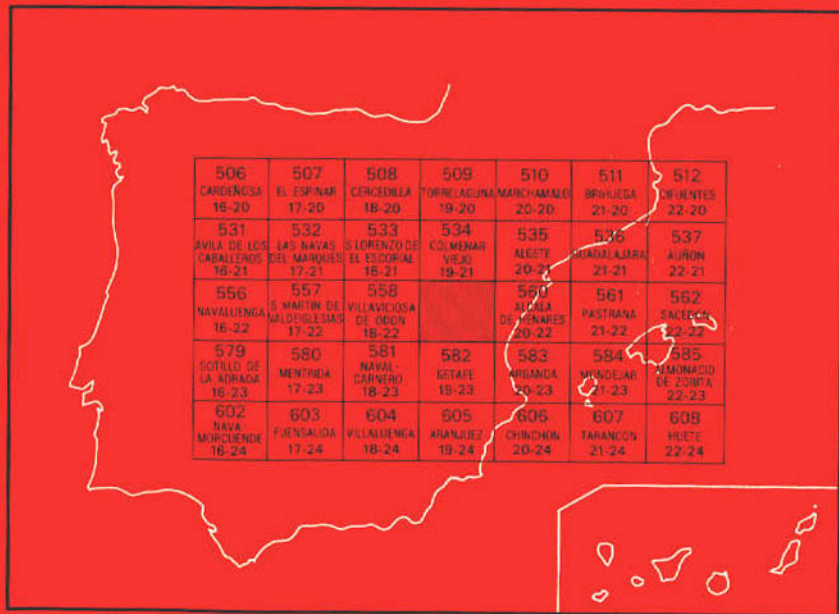 506
CARDEÑOSA
16-20
507
EL ESPINAR
17-20
508
CERCEDILLA
18-20
509
TORRELAGUNA
19-20
510
MARCHAMALO
20-20
511
BRIHUEGA
21-20
512
CIFUENTES
22-20
531
AVILA DE LOS
CABALLEROS
16-21
532
LAS NAVAS
DEL MARQUES
17-21
533
S LORENZO DE
EL ESCORIAL
18-21
534
COLMENAR
VIEJO
19-21
535
ALGETE
20-21
536
GUADALAJARA
21-21
537
AUÑON
22-21
556
NAVALUENGA
16-22
557
S MARTIN DE
VALDEIGLESIAS
17-22
558
VILLAVICIOSA
DE ODON
18-22
560
ALCALA
DE HENARES
20-22
561
PASTRANA
21-22
562
SACEDON
22-22
579
SOTILLO DE
LA ADRADA
16-23
580
MENTRIDA
17-23
581
NAVAL-
CARNERO
18-23
582
GETAFE
19-23
583
ARGANDA
20-23
584
MONDEJAR
21-23
585
ALMONACID
DE ZORITA
22-23
602
NAVA-
MORCUENDE
16-24
603
FUENSALIDA
17-24
604
VILLALUENGA
18-24
605
ARANJUEZ
19-24
606
CHINCHON
20-24
607
TARANCON
21-24
608
HUETE
22-24